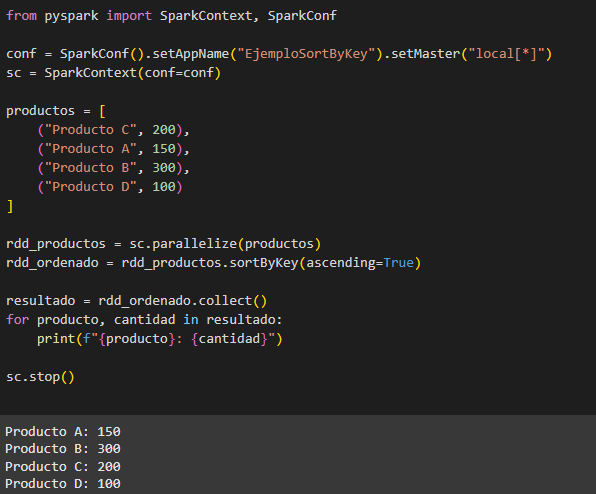 from pyspark import SparkContext, SparkConf
conf = SparkConf().setAppName("EjemploSortByKey").setMaster("local[*]")
sc = SparkContext(conf=conf)
productos = [
    ("Producto C", 200),
    ("Producto A", 150),
    ("Producto B", 300),
    ("Producto D", 100)
]
rdd_productos = sc.parallelize(productos)
rdd_ordenado = rdd_productos.sortByKey(ascending=True)
resultado = rdd_ordenado.collect()
for producto, cantidad in resultado:
    print(f"{producto}: {cantidad}")
sc.stop()
Producto A: 150
Producto B: 300
Producto C: 200
Producto D: 100